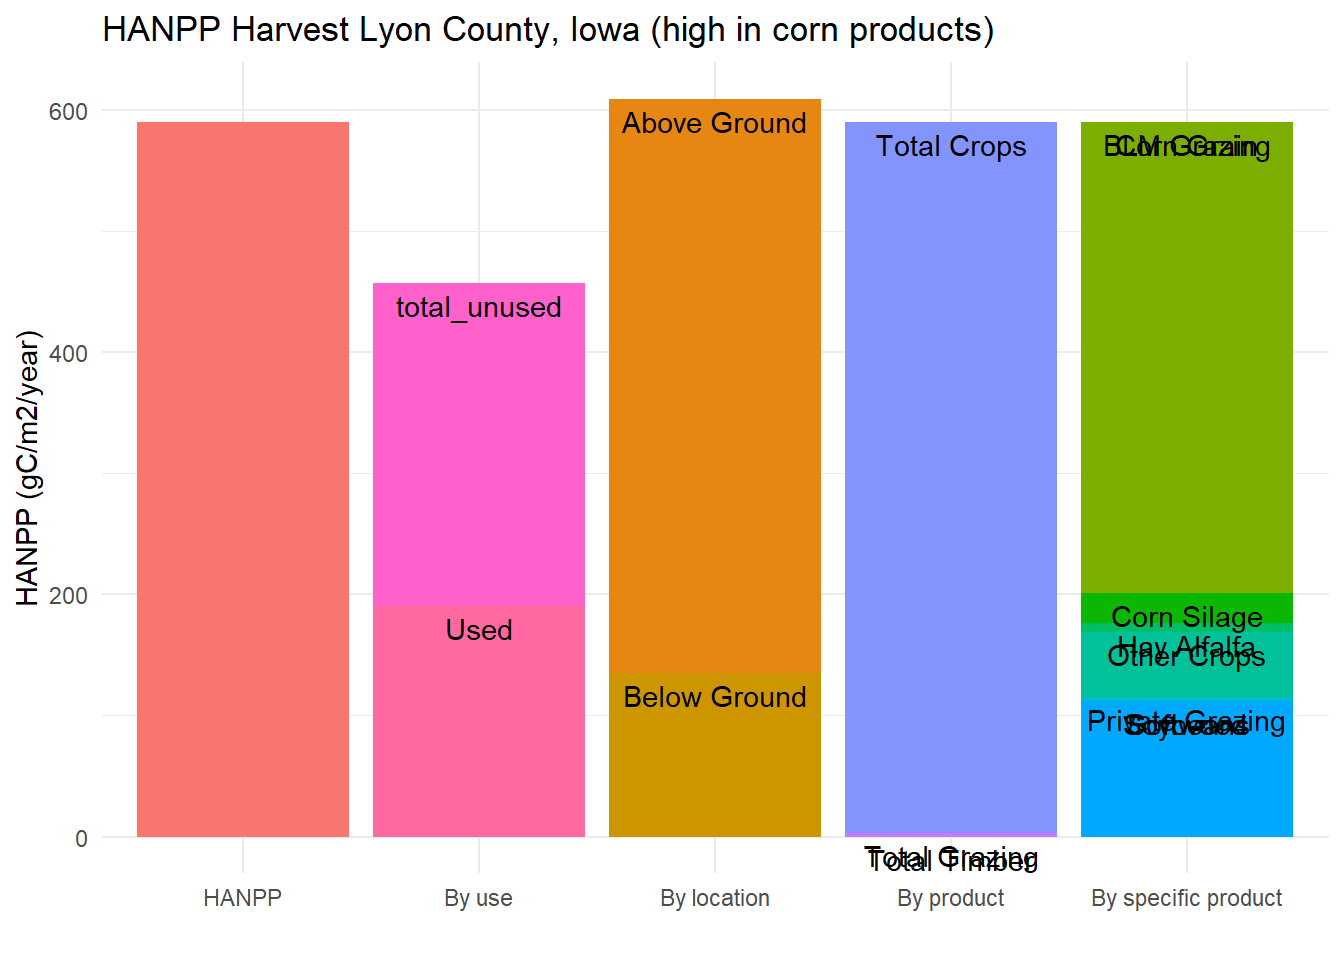 HANPP Harvest Lyon County, Iowa (high in corn products)
HANPP (gC/m2/year)
600
400
200
0
total_unused
Used
Above Ground
Below Ground
Total Crops
Total Grazing
Total Timber
BLM Grazing
Corn Grain
Corn Silage
Hay Alfalfa
Other Crops
Private Grazing
Softwood
Soybeans
HANPP
By use
By location
By product
By specific product